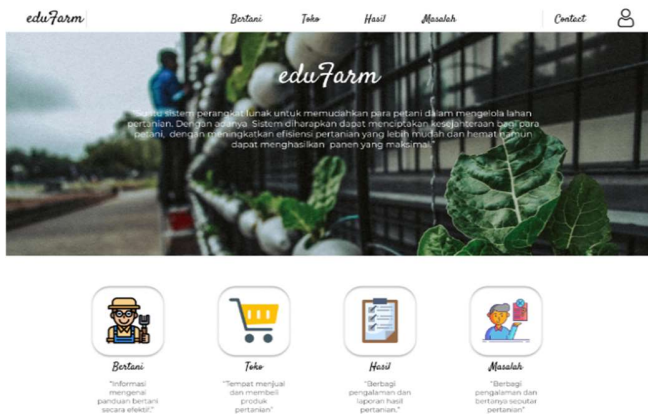 eduFarm
Bertani Toko Hasil Masalah Contact
eduFarm
"Suatu sistem perangkat lunak untuk memudahkan para petani dalam mengelola lahan
pertanian. Dengan adanya Sistem diharapkan dapat menciptakan kesejahteraan bagi para
petani, dengan meningkatkan efisiensi pertanian yang lebih mudah dan hemat namun
dapat menghasilkan panen yang maksimal."
Bertani
"Informasi
mengenai
panduan bertani
secara efektif."
Toko
"Tempat menjual
dan membeli
produk
pertanian"
Hasil
"Berbagi
pengalaman dan
laporan hasil
pertanian."
Masalah
"Berbagi
pengalaman dan
bertanya seputar
pertanian"